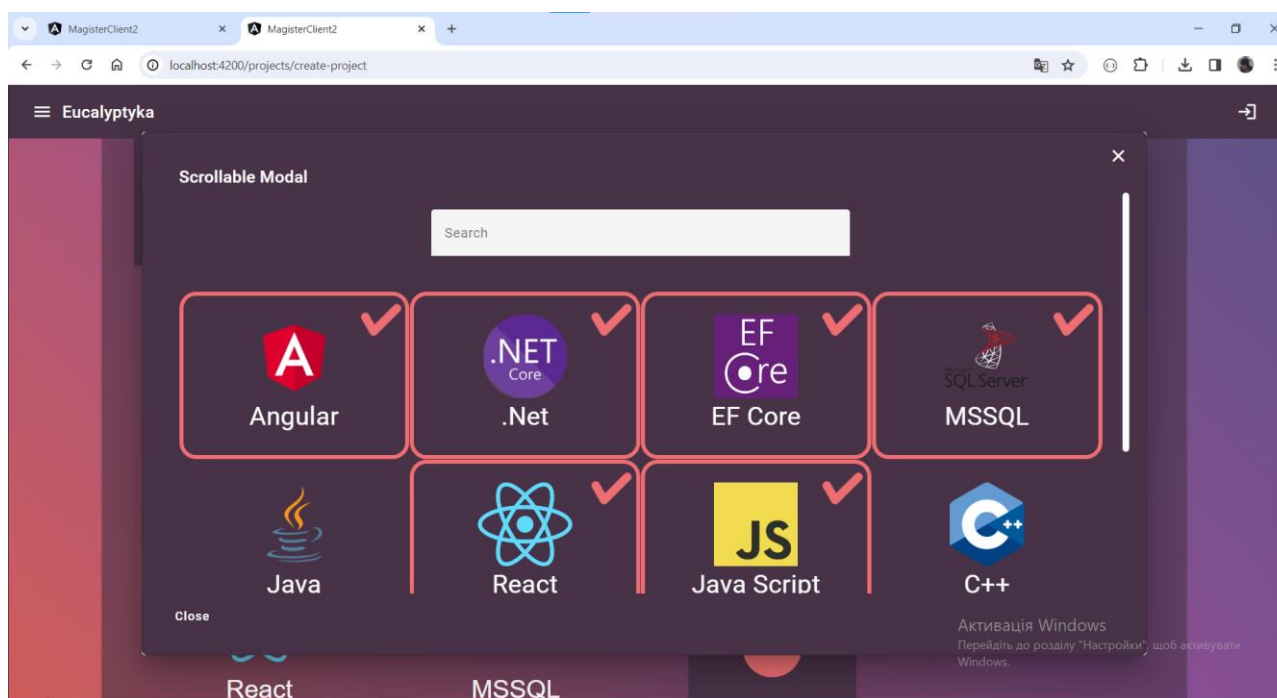 MagisterClient2
MagisterClient2
localhost:4200/projects/create-project
Eucalyptyka
Scrollable Modal
Search
A
.NET
Core
EF
Core
SQL Server
Angular
.Net
EF Core
MSSQL
JS
C++
Java
React
Java Script
C++
Close
Активація Windows
Перейдіть до розділу "Настройки", щоб активувати
Windows.
React
MSSQL